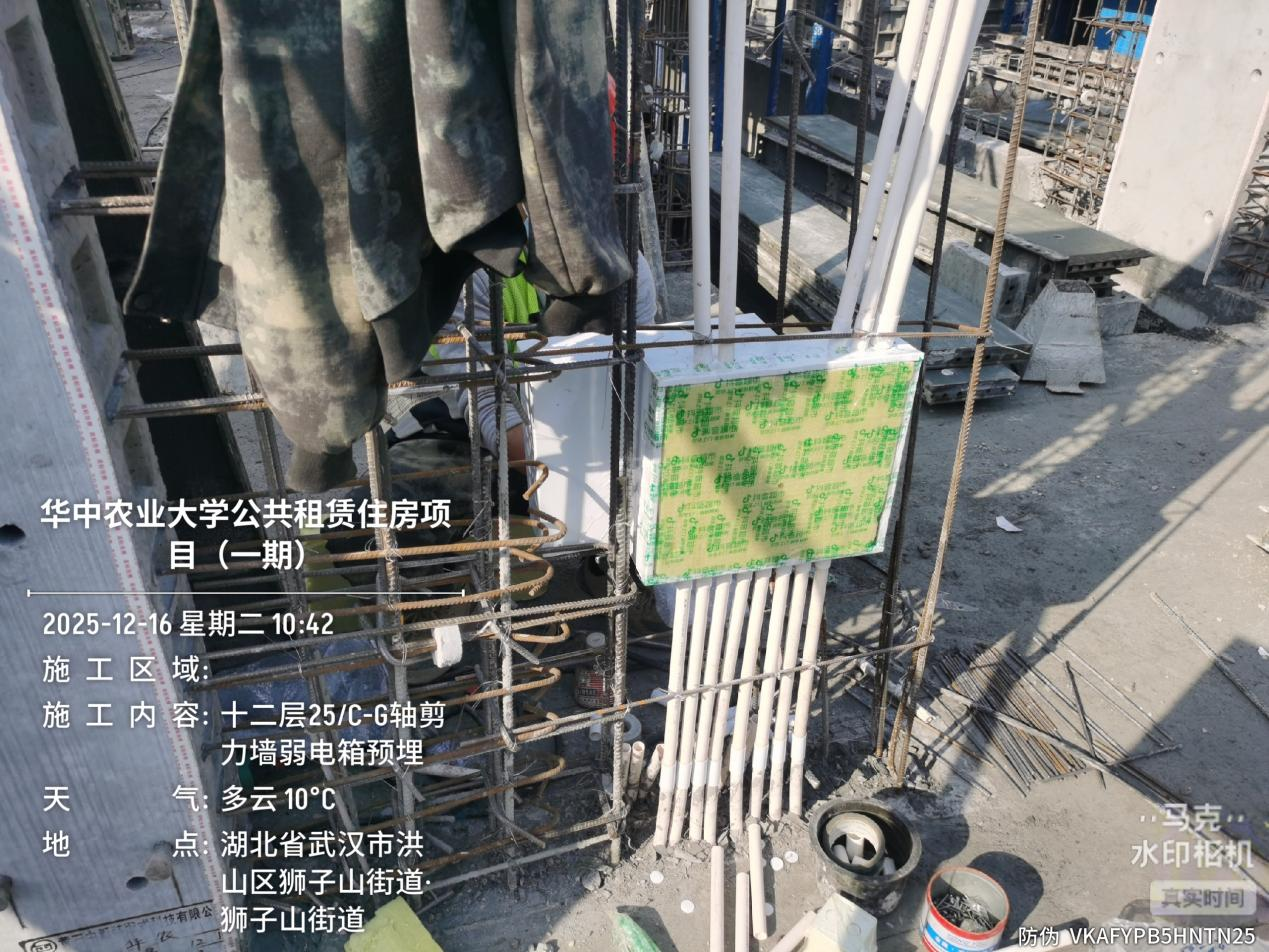 华中农业大学公共租赁住房项
目（一期）
2025-12-16 星期二 10:42
施工区域:
施工内容: 十二层25/C-G轴剪
力墙弱电箱预埋
天气: 多云 10°C
地点: 湖北省武汉市洪
山区狮子山街道·
狮子山街道
马克
水印相机
真实时间
防伪 VKAFYPB5HNTN25